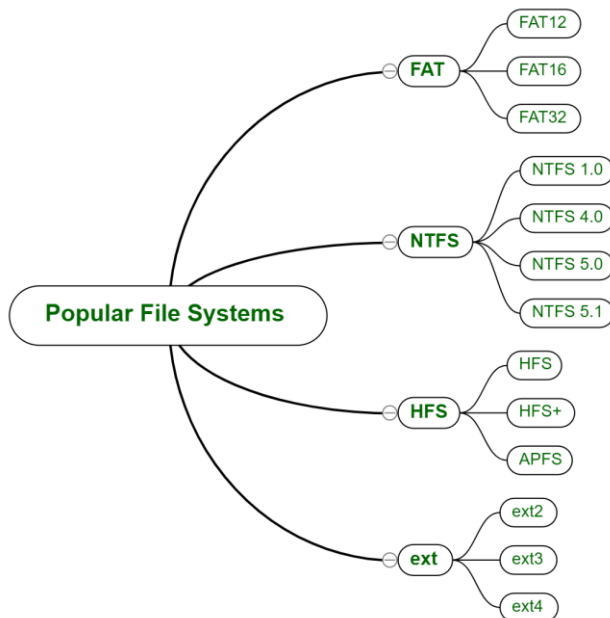 Popular File Systems
FAT
FAT12
FAT16
FAT32
NTFS
NTFS 1.0
NTFS 4.0
NTFS 5.0
NTFS 5.1
HFS
HFS
HFS+
APFS
ext
ext2
ext3
ext4